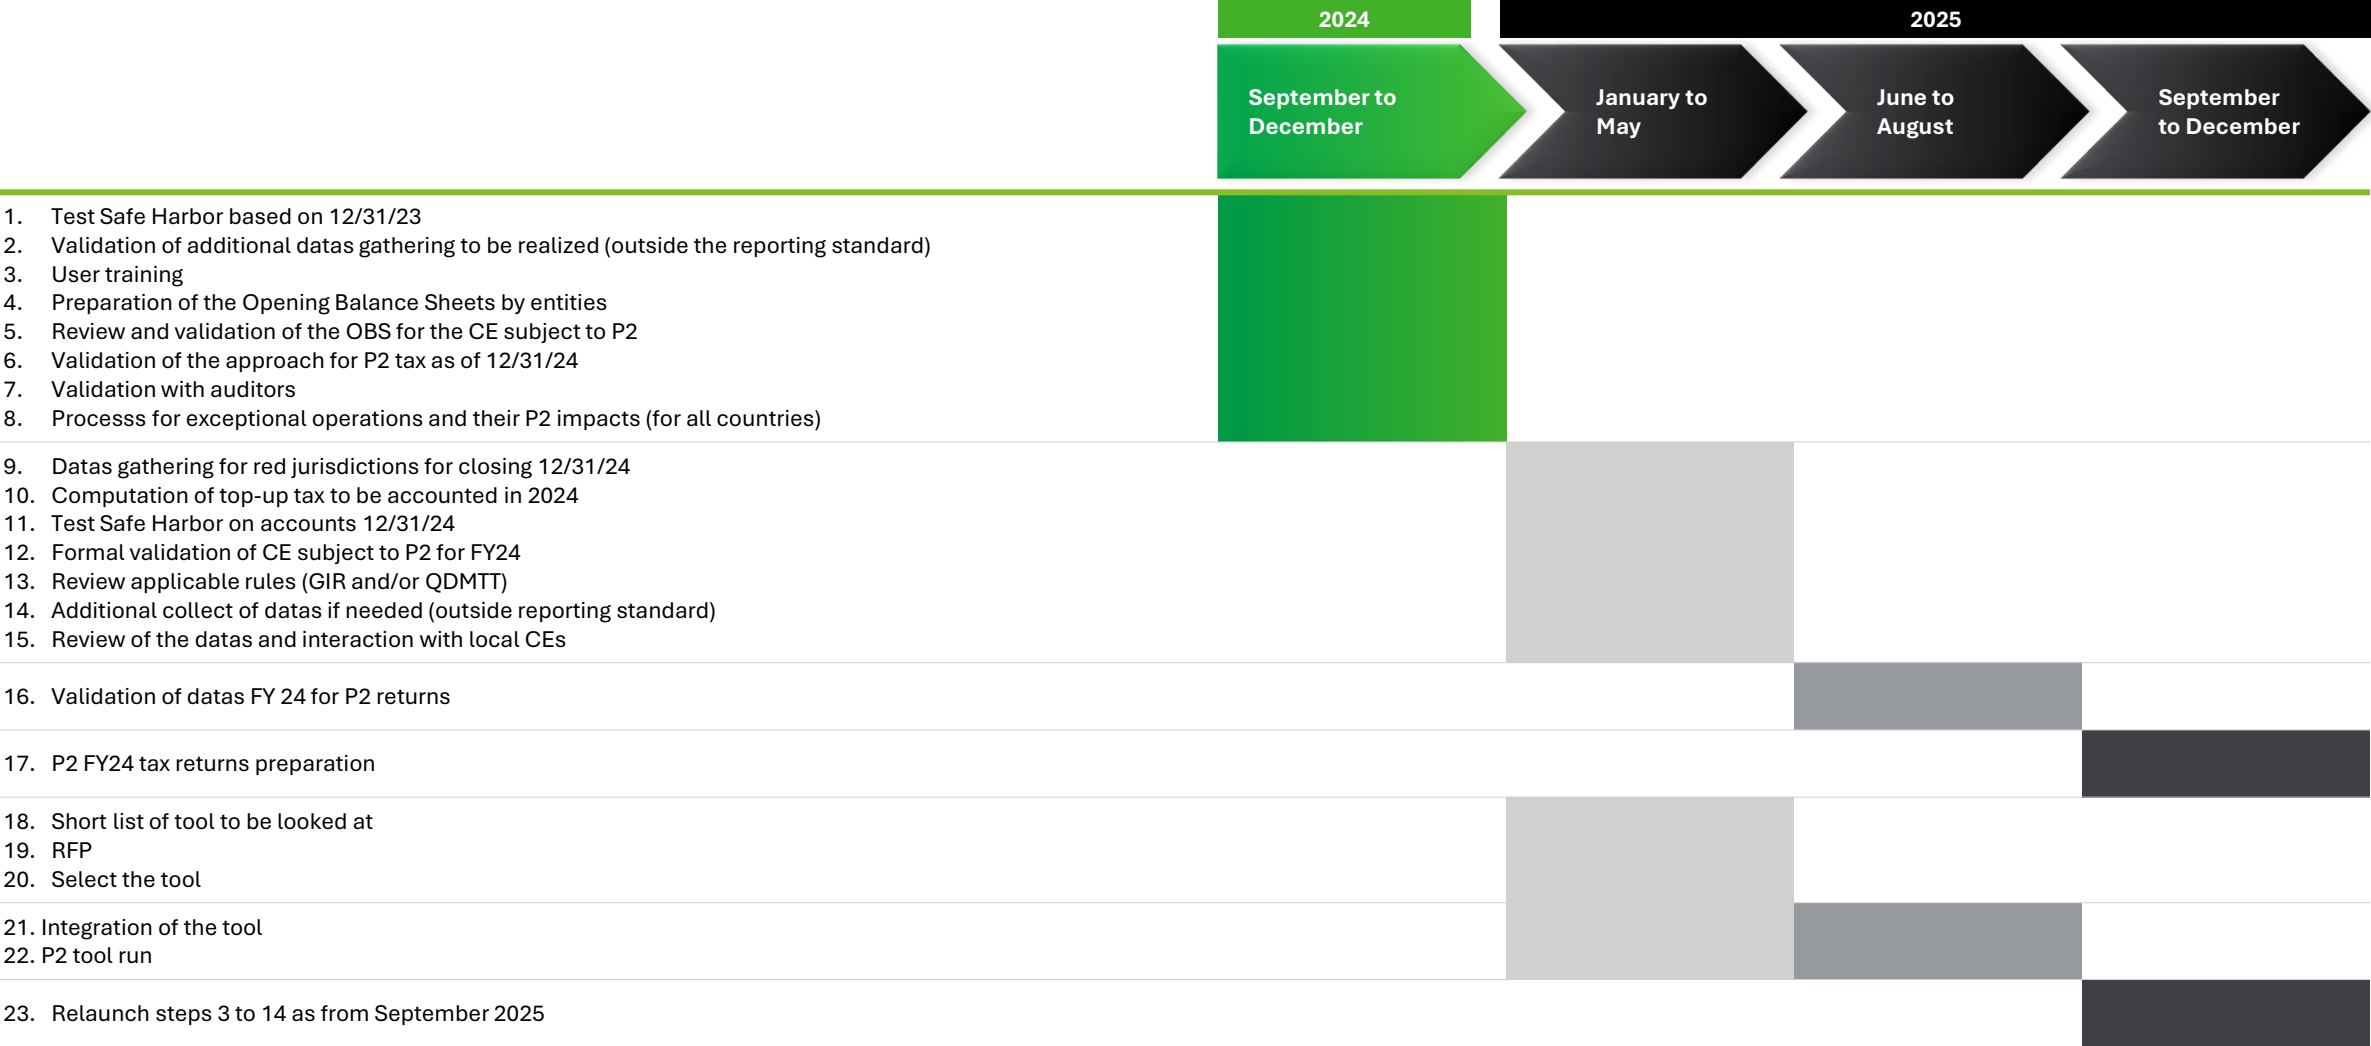 2024
2025
September to
December
January to
May
June to
August
September
to December
1. Test Safe Harbor based on 12/31/23
2. Validation of additional datas gathering to be realized (outside the reporting standard)
3. User training
4. Preparation of the Opening Balance Sheets by entities
5. Review and validation of the OBS for the CE subject to P2
6. Validation of the approach for P2 tax as of 12/31/24
7. Validation with auditors
8. Processs for exceptional operations and their P2 impacts (for all countries)
9. Datas gathering for red jurisdictions for closing 12/31/24
10. Computation of top-up tax to be accounted in 2024
11. Test Safe Harbor on accounts 12/31/24
12. Formal validation of CE subject to P2 for FY24
13. Review applicable rules (GIR and/or QDMTT)
14. Additional collect of datas if needed (outside reporting standard)
15. Review of the datas and interaction with local CEs
16. Validation of datas FY 24 for P2 returns
17. P2 FY24 tax returns preparation
18. Short list of tool to be looked at
19. RFP
20. Select the tool
21. Integration of the tool
22. P2 tool run
23. Relaunch steps 3 to 14 as from September 2025